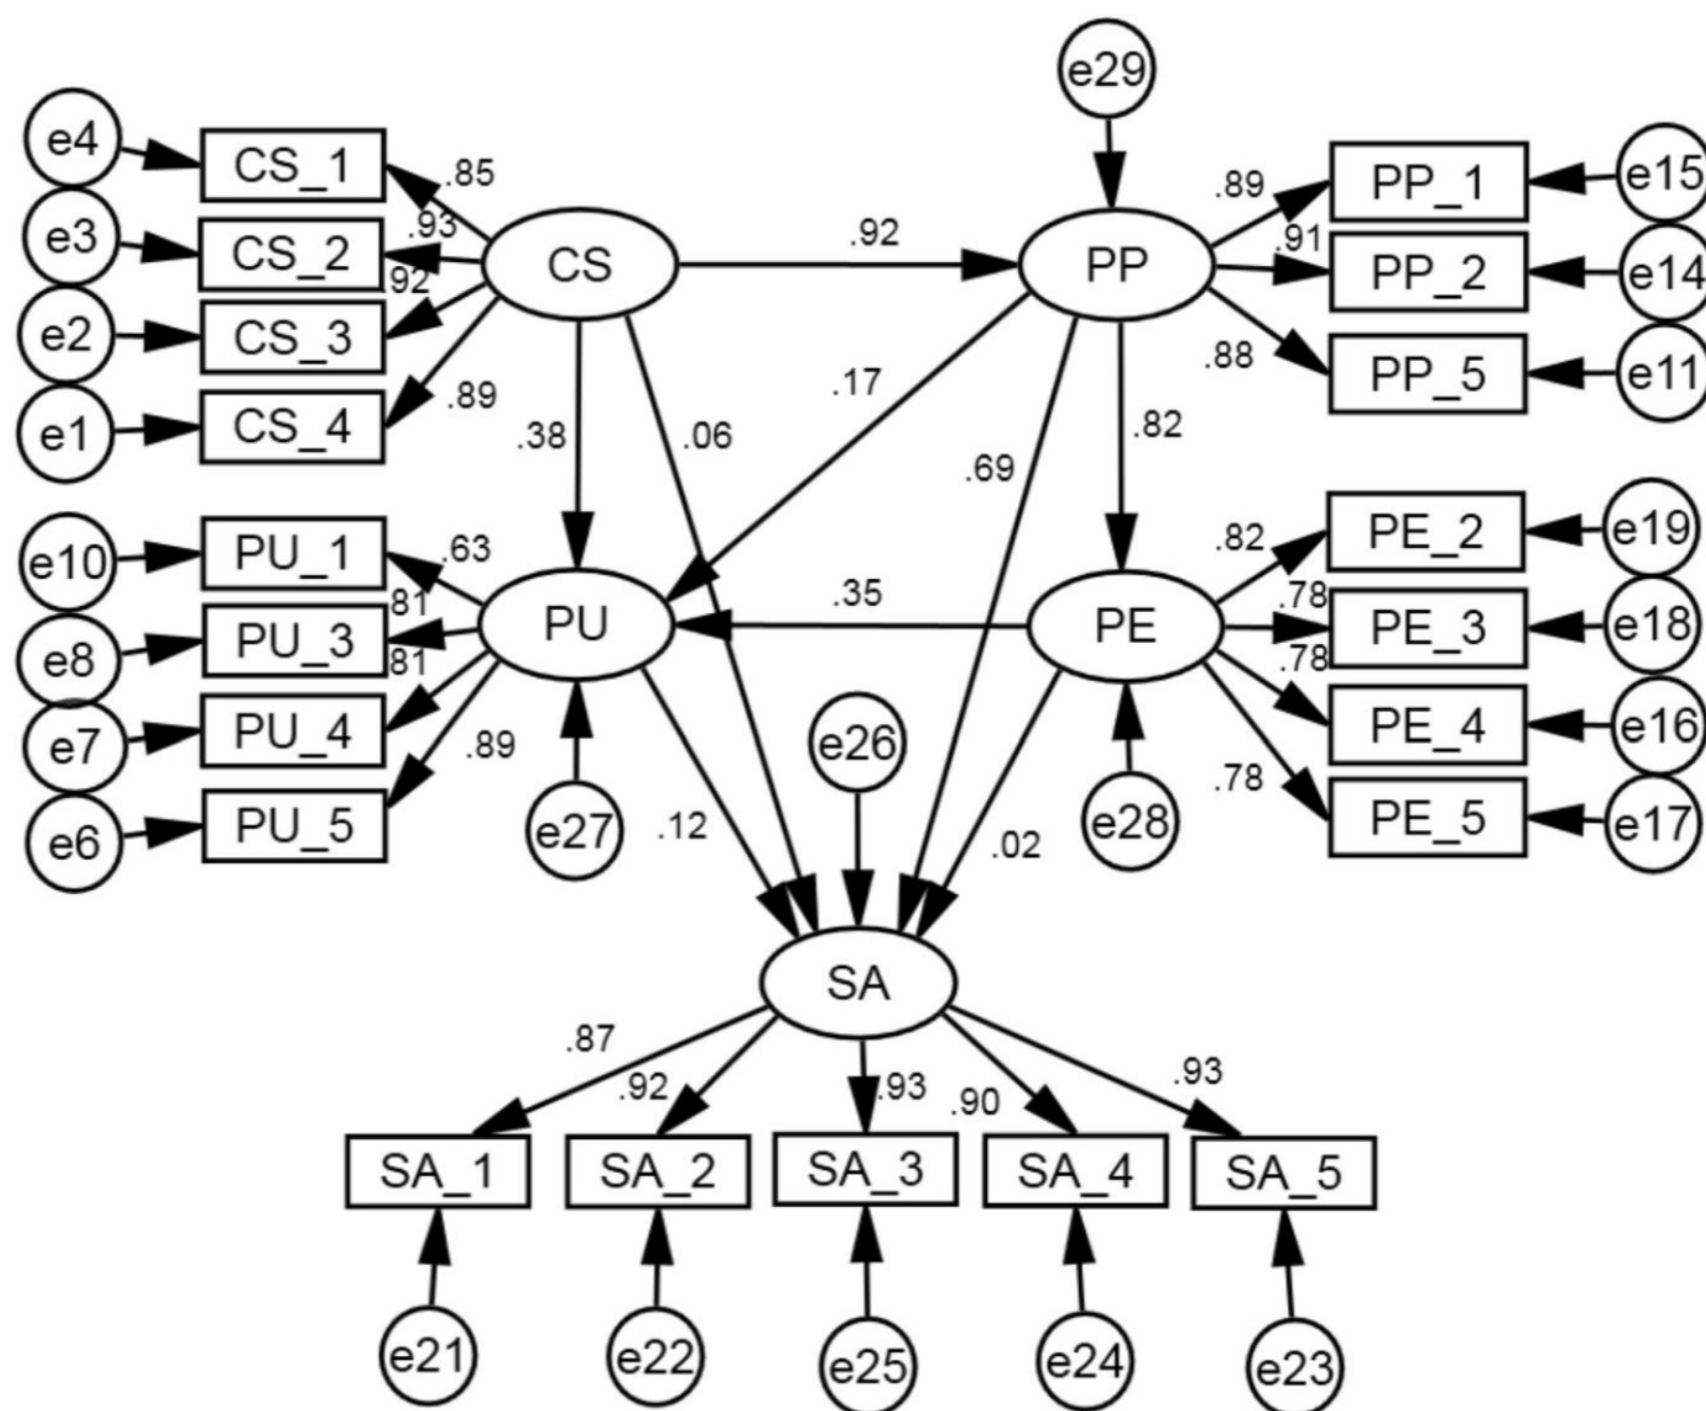 e29
e4
CS_1
.85
PP_1
e15
.89
e3
CS_2
.93
CS
.92
PP
.91
PP_2
e14
e2
CS_3
.92
.88
PP_5
e11
e1
CS_4
.89
.38
.06
.17
.69
.82
e10
PU_1
.63
.82
PE_2
e19
e8
PU_3
81
PU
.35
PE
.78
PE_3
e18
81
.78
e7
PU_4
.89
e26
PE_4
e16
.78
e6
PU_5
e27
.12
.02
e28
PE_5
e17
SA
.87
.92
.93
.90
.93
SA_1
SA_2
SA_3
SA_4
SA_5
e21
e22
e25
e24
e23